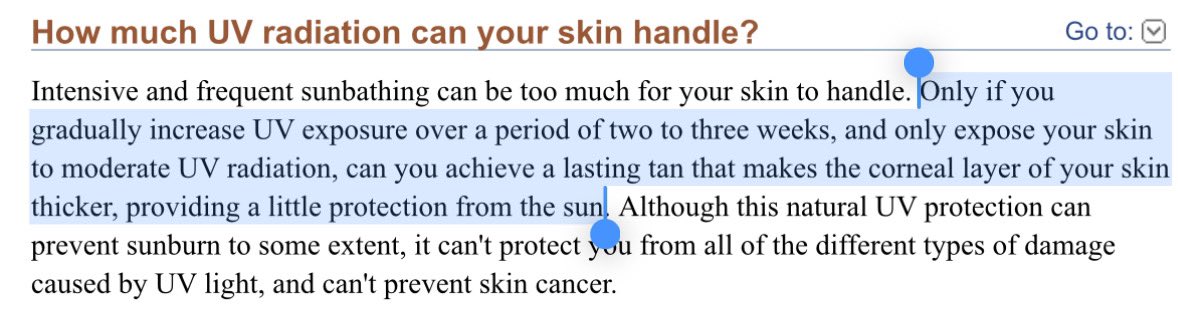 How much UV radiation can your skin handle?
Go to:
Intensive and frequent sunbathing can be too much for your skin to handle. Only if you
gradually increase UV exposure over a period of two to three weeks, and only expose your skin
to moderate UV radiation, can you achieve a lasting tan that makes the corneal layer of your skin
thicker, providing a little protection from the sun. Although this natural UV protection can
prevent sunburn to some extent, it can't protect you from all of the different types of damage
caused by UV light, and can't prevent skin cancer.